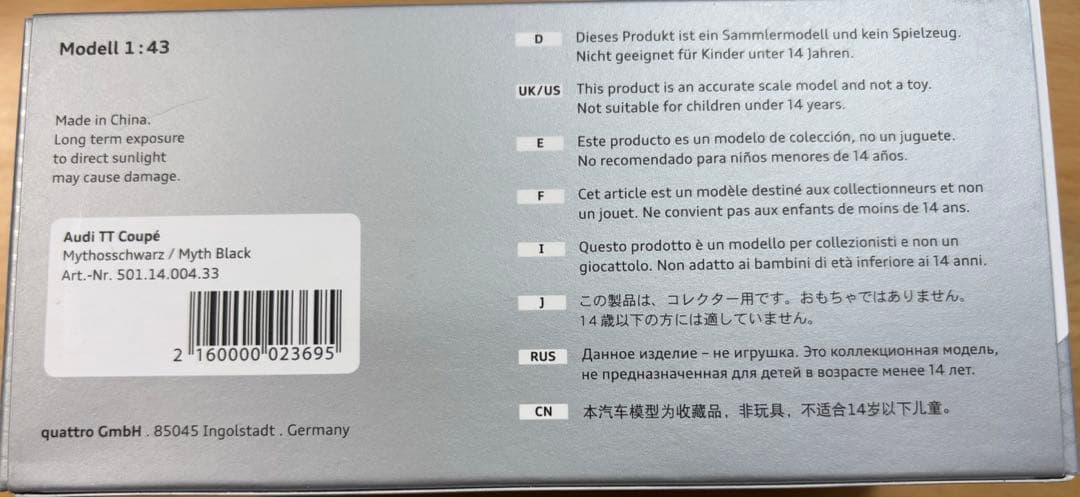 Modell 1:43
Made in China.
Long term exposure
to direct sunlight
may cause damage.
Audi TT Coupé
Mythosschwarz / Myth Black
Art.-Nr. 501.14.004.33
2 160000 023695
quattro GmbH . 85045 Ingolstadt . Germany
D Dieses Produkt ist ein Sammlermodell und kein Spielzeug.
Nicht geeignet für Kinder unter 14 Jahren.
UK/US This product is an accurate scale model and not a toy.
Not suitable for children under 14 years.
E Este producto es un modelo de colección, no un juguete.
No recomendado para niños menores de 14 años.
F Cet article est un modèle destiné aux collectionneurs et non
un jouet. Ne convient pas aux enfants de moins de 14 ans.
I Questo prodotto è un modello per collezionisti e non un
giocattolo. Non adatto ai bambini di età inferiore ai 14 anni.
J この製品は、コレクター用です。おもちゃではありません。
14歳以下の方には適していません。
RUS Данное изделие – не игрушка. Это коллекционная модель,
не предназначенная для детей в возрасте менее 14 лет.
CN 本汽车模型为收藏品，非玩具，不适合14岁以下儿童。